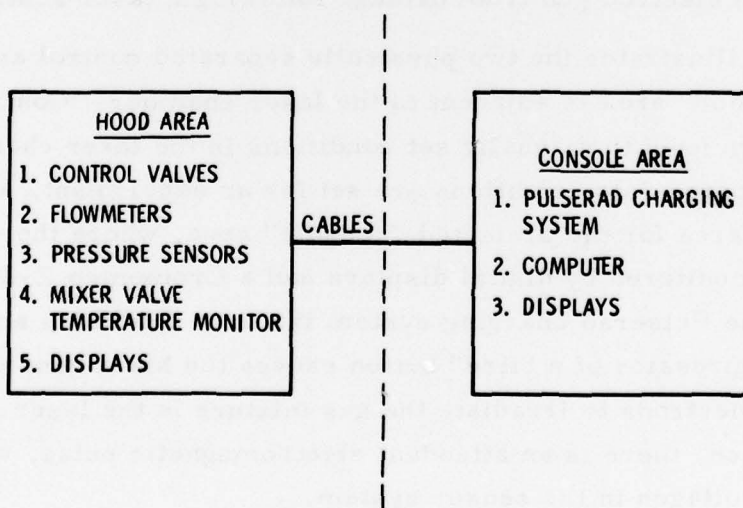 HOOD AREA
1. CONTROL VALVES
2. FLOWMETERS
3. PRESSURE SENSORS
4. MIXER VALVE
TEMPERATURE MONITOR
5. DISPLAYS
CABLES
CONSOLE AREA
1. PULSERAD CHARGING
SYSTEM
2. COMPUTER
3. DISPLAYS